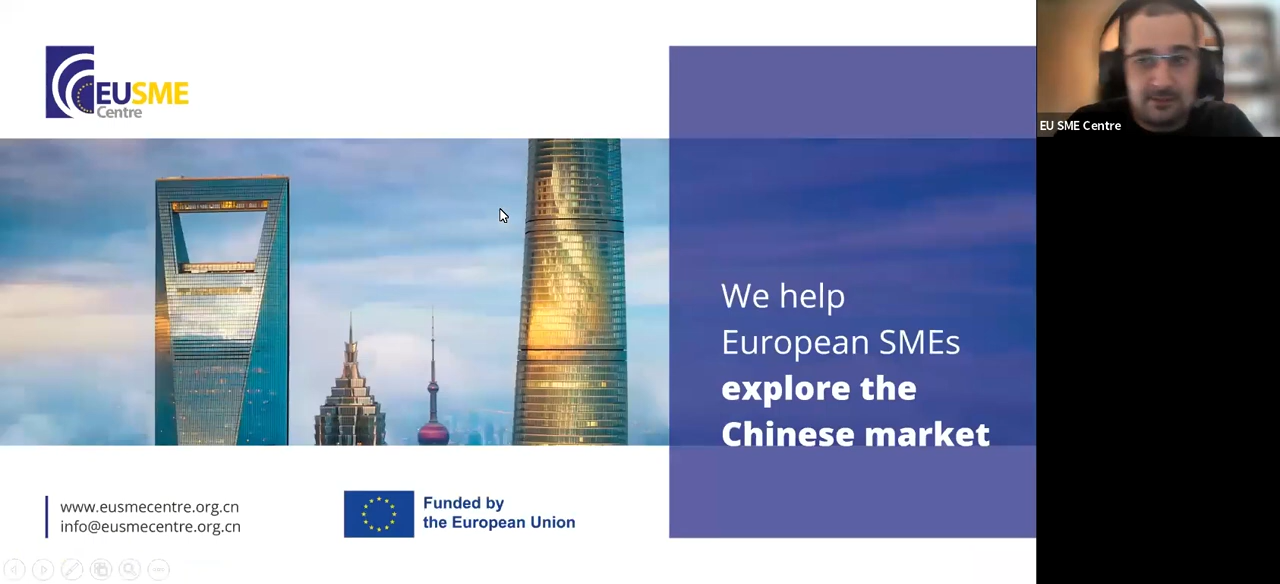 EUSME
Centre
EU SME Centre
We help
European SMEs
explore the
Chinese market
www.eusmecentre.org.cn
info@eusmecentre.org.cn
Funded by
the European Union